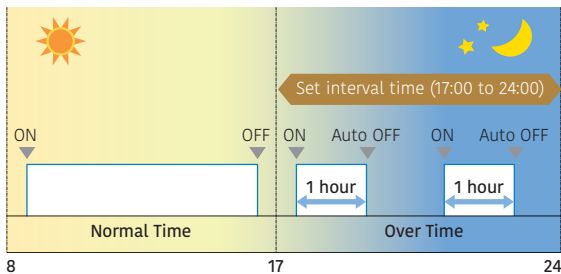 Set interval time (17:00 to 24:00)
ON OFF ON Auto OFF ON Auto OFF
1 hour 1 hour
Normal Time Over Time
8 17 24